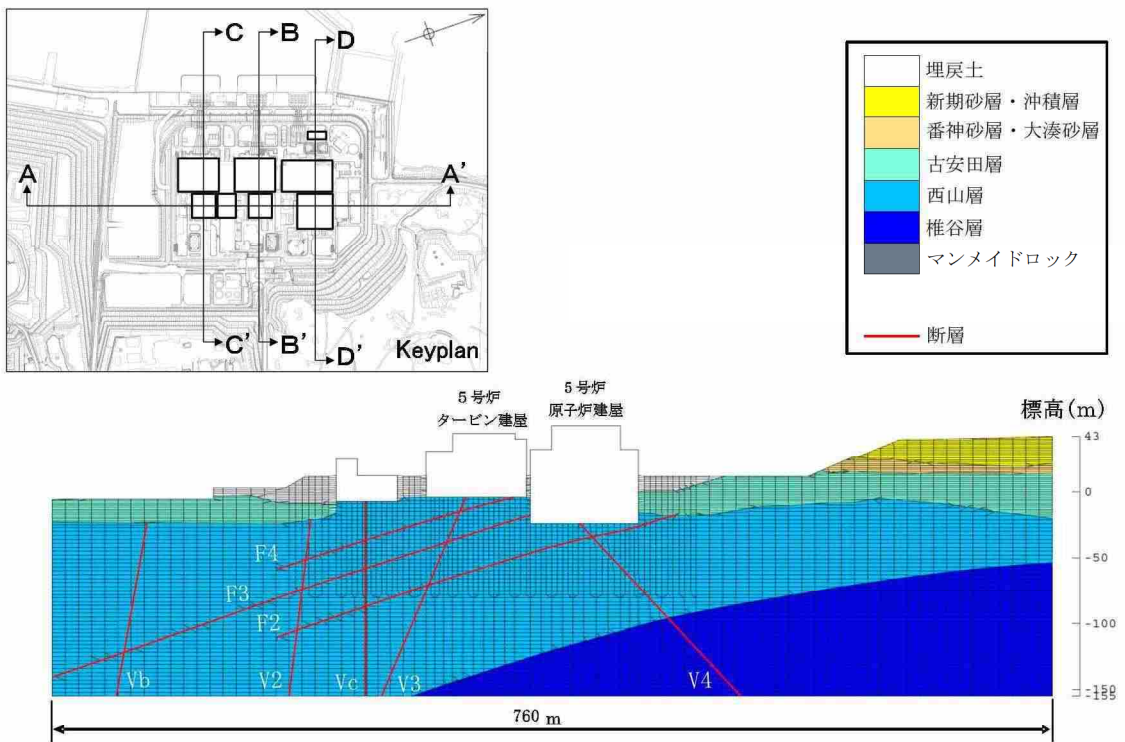 C
B
D
A
A'
C'
B'
D'
Keyplan
埋戻土
新期砂層・沖積層
番神砂層・大湊砂層
古安田層
西山層
椎谷層
マンメイドロック
断層
5号炉
タービン建屋
5号炉
原子炉建屋
標高(m)
43
0
-50
-100
-150
-155
F4
F3
F2
Vb
V2
Vc
V3
V4
760 m